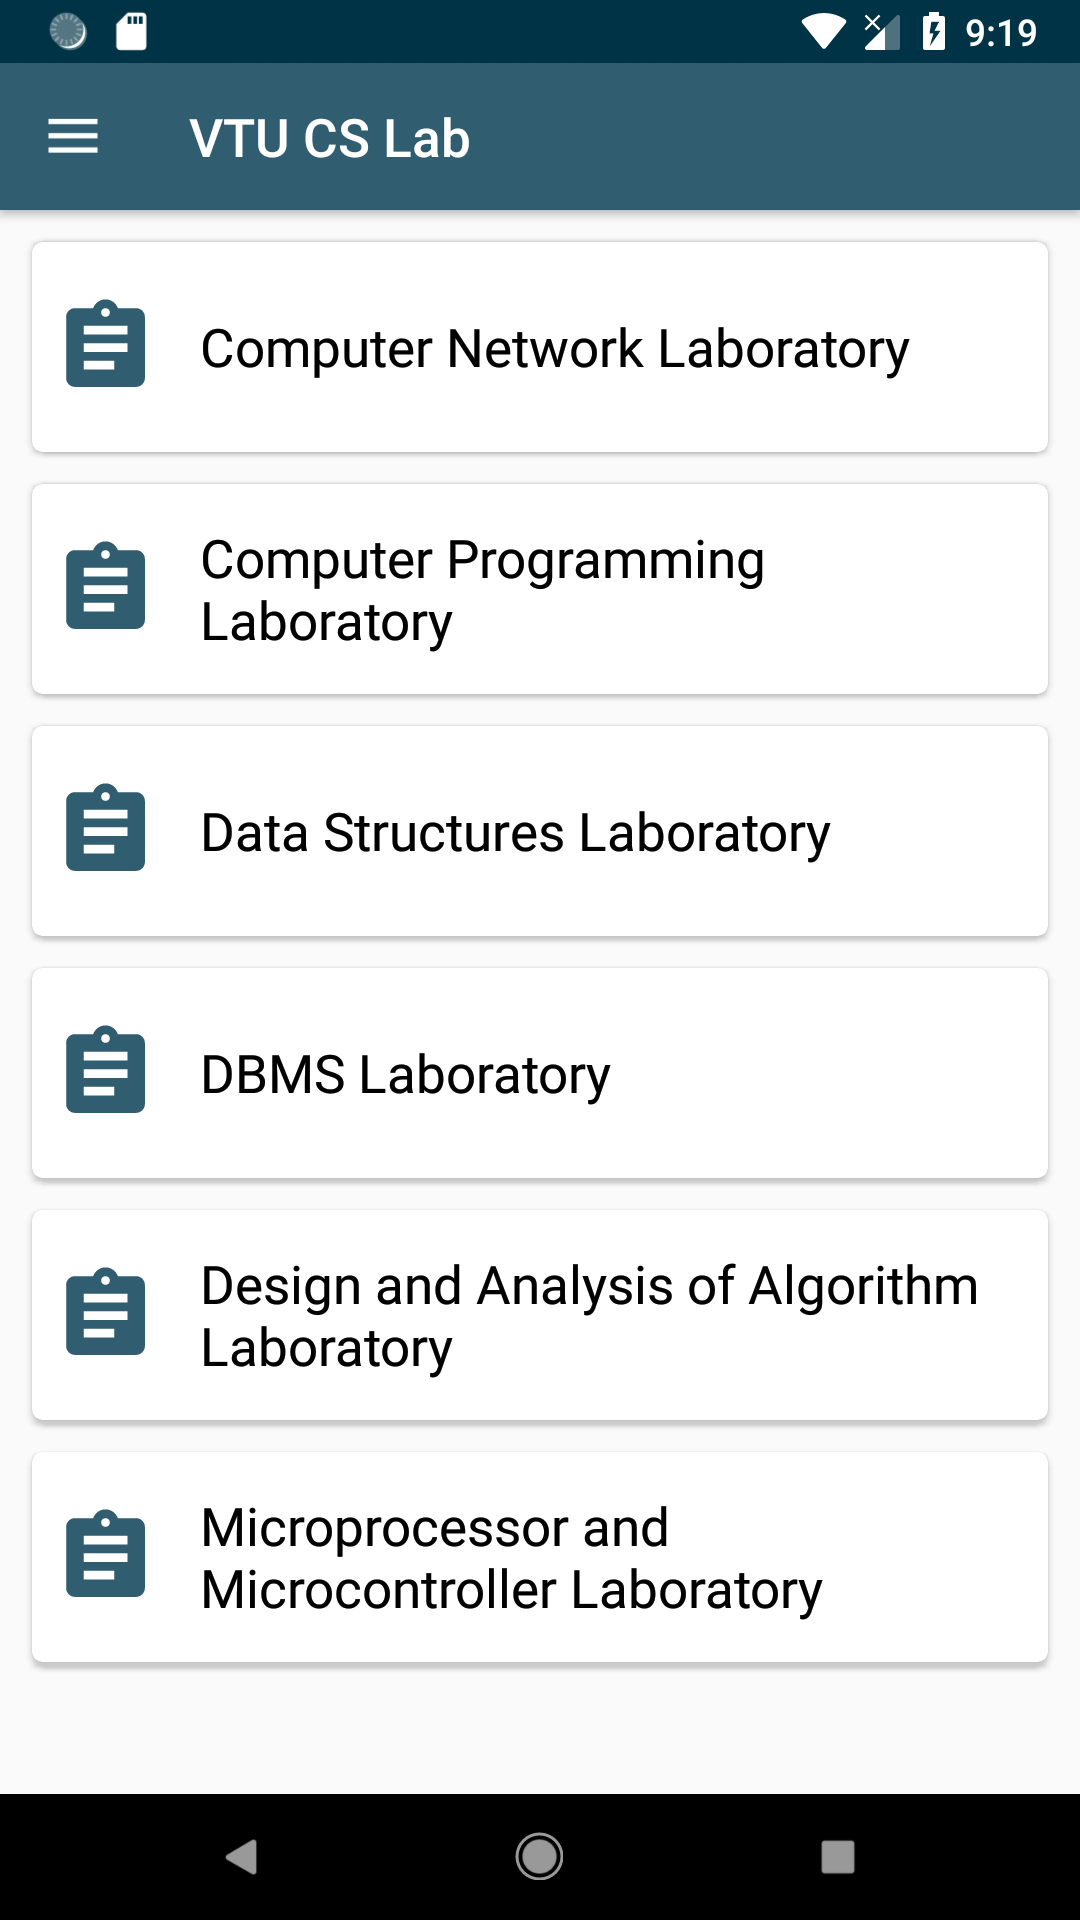 9:19
VTU CS Lab
Computer Network Laboratory
Computer Programming
Laboratory
Data Structures Laboratory
DBMS Laboratory
Design and Analysis of Algorithm
Laboratory
Microprocessor and
Microcontroller Laboratory